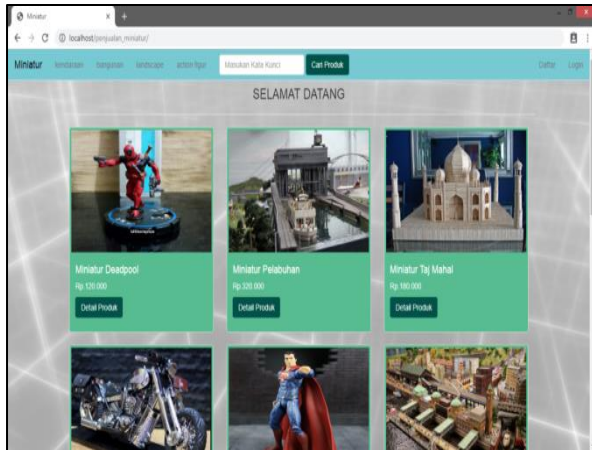 Miniatur
localhost/penjualan_miniatur/
Miniatur kendaraan bangunan landscape action figur Masukan Kata Kunci Cari Produk Daftar Login
SELAMAT DATANG
Miniatur Deadpool
Rp.120.000
Detail Produk
Miniatur Pelabuhan
Rp.320.000
Detail Produk
Miniatur Taj Mahal
Rp.180.000
Detail Produk